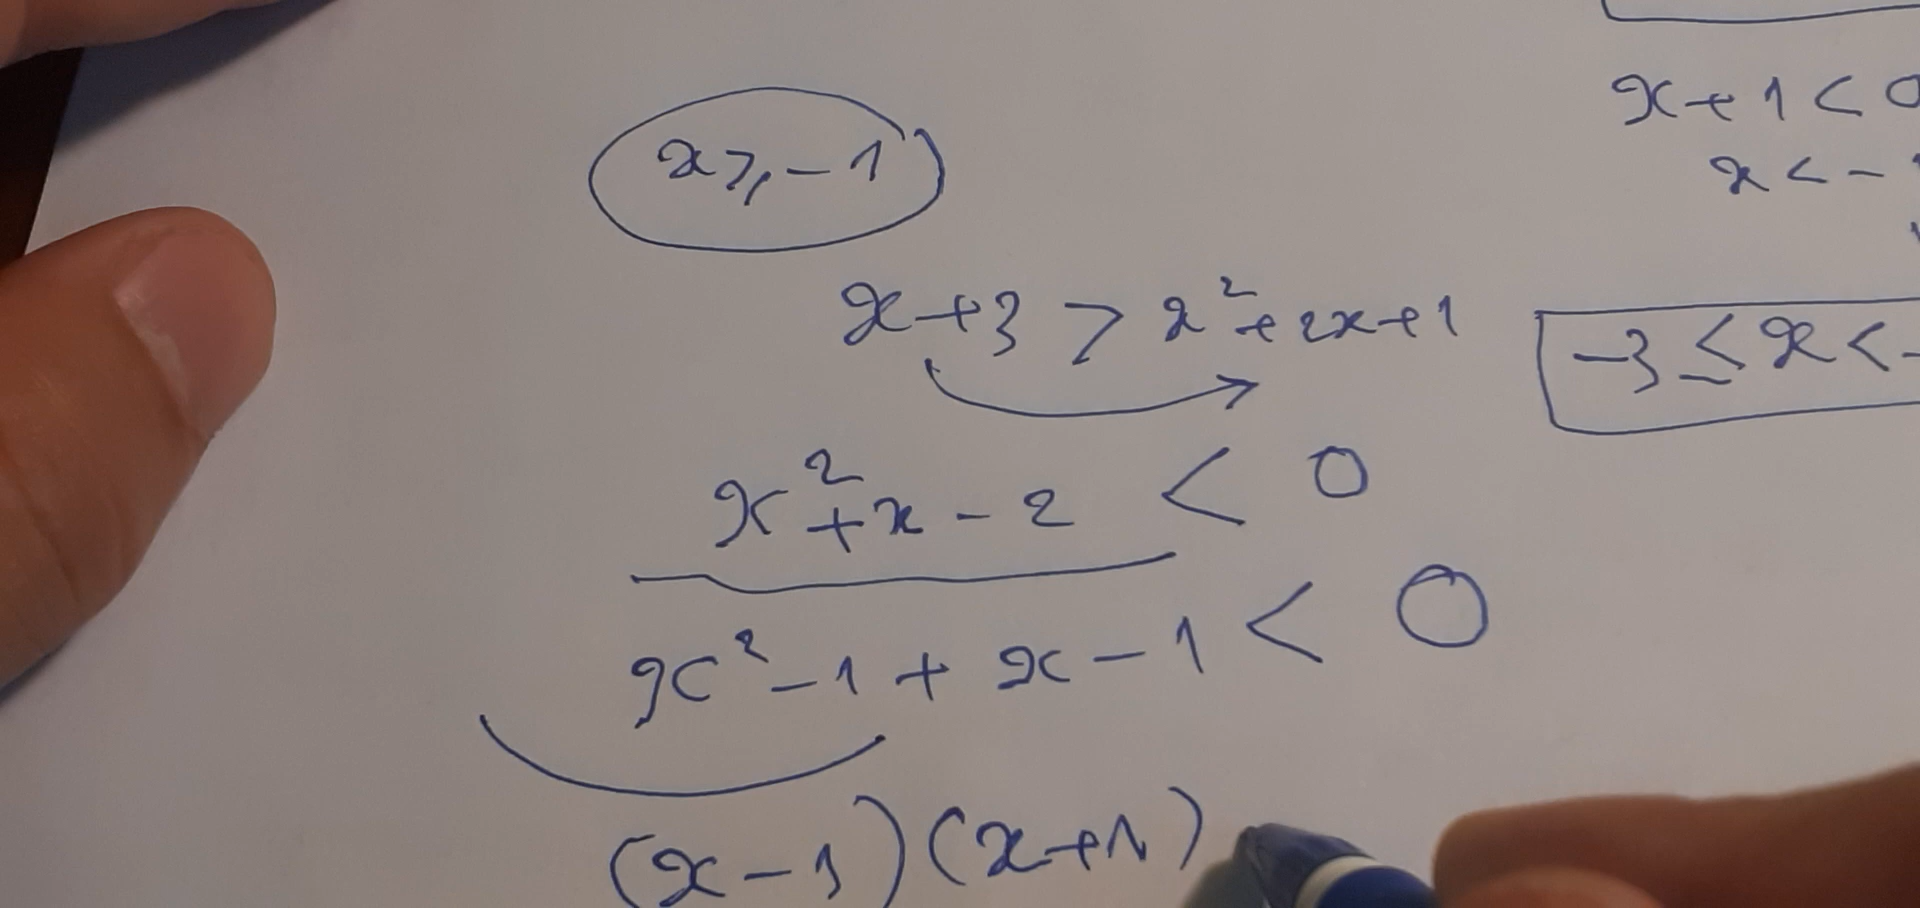 x ⩾ -1
x+3 > x²+2x+1
x²+x-2 < 0
x²-1+x-1 < 0
(x-1)(x+1)
x+1<0
x<-
-3≤x<-